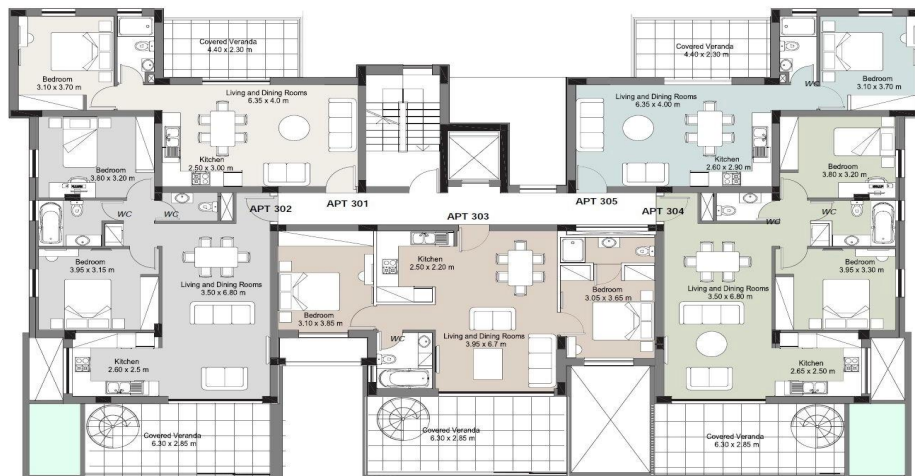 Covered Veranda
4.40 x 2.30 m
Covered Veranda
4.40 x 2.30 m
Bedroom
3.10 x 3.70 m
WC
Bedroom
3.10 x 3.70 m
Living and Dining Rooms
6.35 x 4.0 m
Living and Dining Rooms
6.35 x 4.00 m
Kitchen
2.50 x 3.00 m
Kitchen
2.60 x 2.90 m
Bedroom
3.80 x 3.20 m
Bedroom
3.80 x 3.20 m
APT 302
APT 301
APT 303
APT 305
APT 304
WC
WC
WC
WC
Bedroom
3.95 x 3.15 m
Living and Dining Rooms
3.50 x 6.80 m
Bedroom
3.10 x 3.85 m
Kitchen
2.50 x 2.20 m
Living and Dining Rooms
3.95 x 6.7 m
Bedroom
3.05 x 3.65 m
Living and Dining Rooms
3.50 x 6.80 m
Bedroom
3.95 x 3.30 m
WC
Kitchen
2.60 x 2.5 m
Kitchen
2.65 x 2.50 m
Covered Veranda
6.30 x 2.85 m
Covered Veranda
6.30 x 2.85 m
Covered Veranda
6.30 x 2.85 m